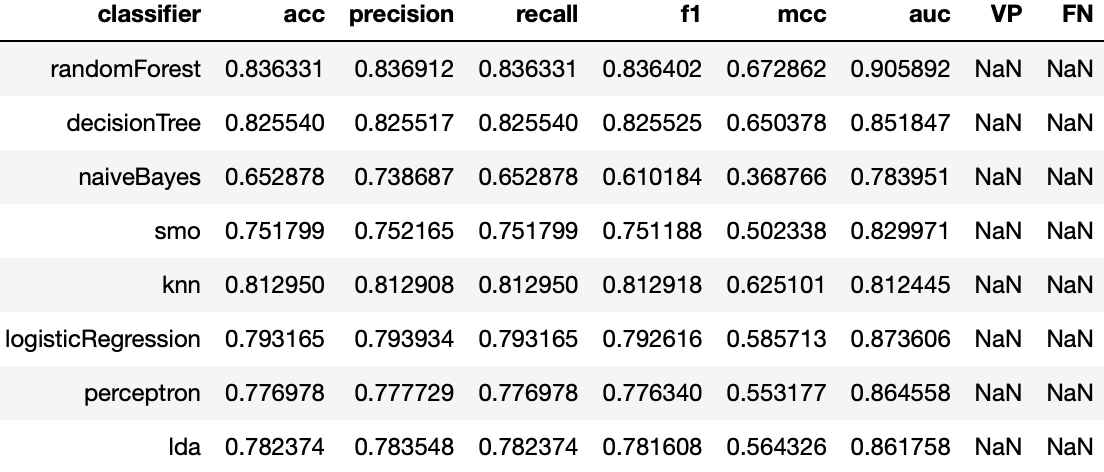 classifier acc precision recall f1 mcc auc VP FN
randomForest 0.836331 0.836912 0.836331 0.836402 0.672862 0.905892 NaN NaN
decisionTree 0.825540 0.825517 0.825540 0.825525 0.650378 0.851847 NaN NaN
naiveBayes 0.652878 0.738687 0.652878 0.610184 0.368766 0.783951 NaN NaN
smo 0.751799 0.752165 0.751799 0.751188 0.502338 0.829971 NaN NaN
knn 0.812950 0.812908 0.812950 0.812918 0.625101 0.812445 NaN NaN
logisticRegression 0.793165 0.793934 0.793165 0.792616 0.585713 0.873606 NaN NaN
perceptron 0.776978 0.777729 0.776978 0.776340 0.553177 0.864558 NaN NaN
lda 0.782374 0.783548 0.782374 0.781608 0.564326 0.861758 NaN NaN